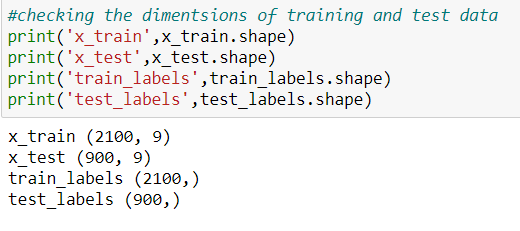 #checking the dimentsions of training and test data
print('x_train',x_train.shape)
print('x_test',x_test.shape)
print('train_labels',train_labels.shape)
print('test_labels',test_labels.shape)
x_train (2100, 9)
x_test (900, 9)
train_labels (2100,)
test_labels (900,)